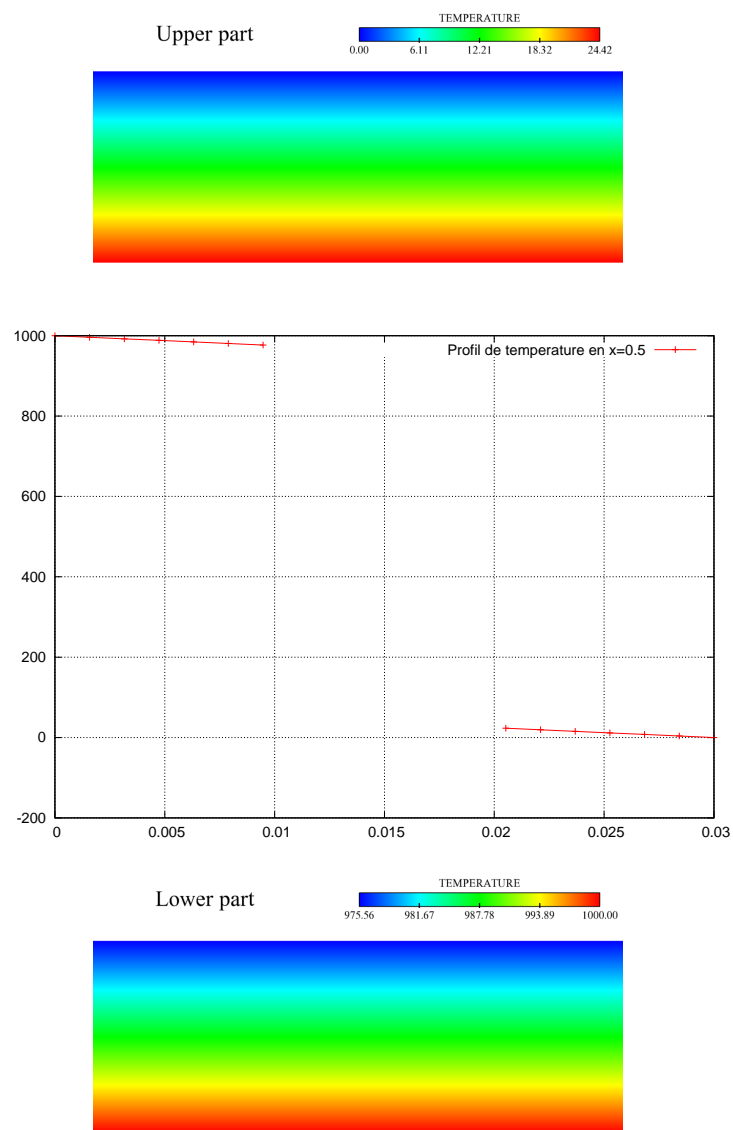 TEMPERATURE
Upper part
0.00 6.11 12.21 18.32 24.42
1000
Profil de temperature en x=0.5
800
600
400
200
0
-200
0 0.005 0.01 0.015 0.02 0.025 0.03
TEMPERATURE
Lower part
975.56 981.67 987.78 993.89 1000.00